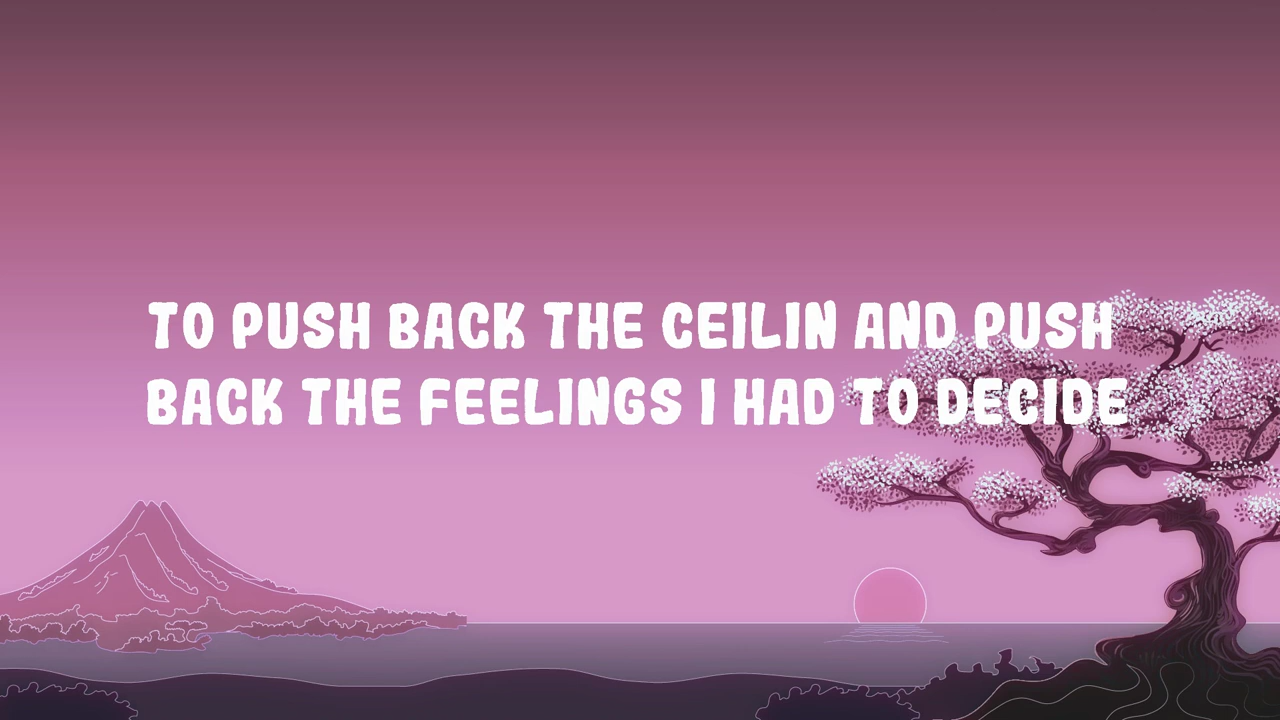 TO PUSH BACK THE CEILIN AND PUSH
BACK THE FEELINGS I HAD TO DECIDE